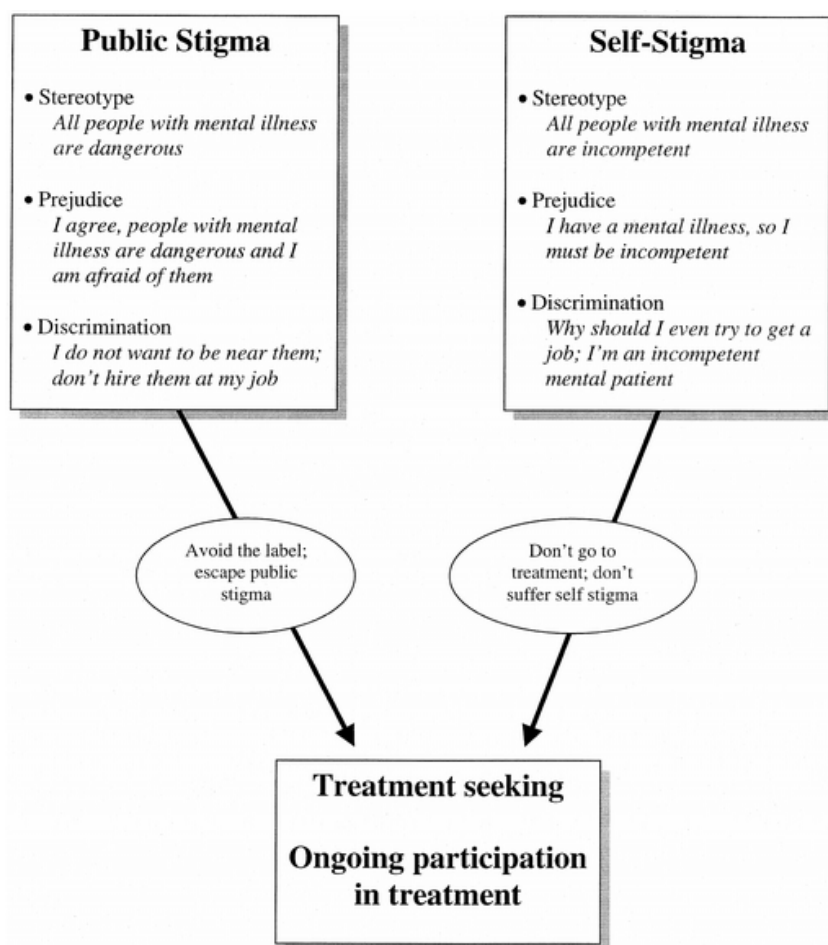 Public Stigma
• Stereotype
All people with mental illness
are dangerous
• Prejudice
I agree, people with mental
illness are dangerous and I
am afraid of them
• Discrimination
I do not want to be near them;
don't hire them at my job
Self-Stigma
• Stereotype
All people with mental illness
are incompetent
• Prejudice
I have a mental illness, so I
must be incompetent
• Discrimination
Why should I even try to get a
job; I'm an incompetent
mental patient
Avoid the label;
escape public
stigma
Don't go to
treatment; don't
suffer self stigma
Treatment seeking
Ongoing participation
in treatment